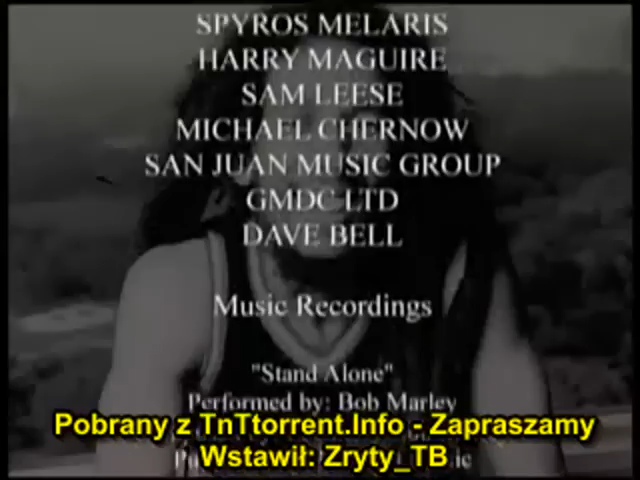 SPYROS MELARIS
HARRY MAGUIRE
SAM LEESE
MICHAEL CHERNOW
SAN JUAN MUSIC GROUP
GMDC LTD
DAVE BELL
Music Recordings
"Stand Alone"
Performed by: Bob Marley
Pobrany z TnTtorrent.Info - Zapraszamy
Wstawił: Zryty_TB